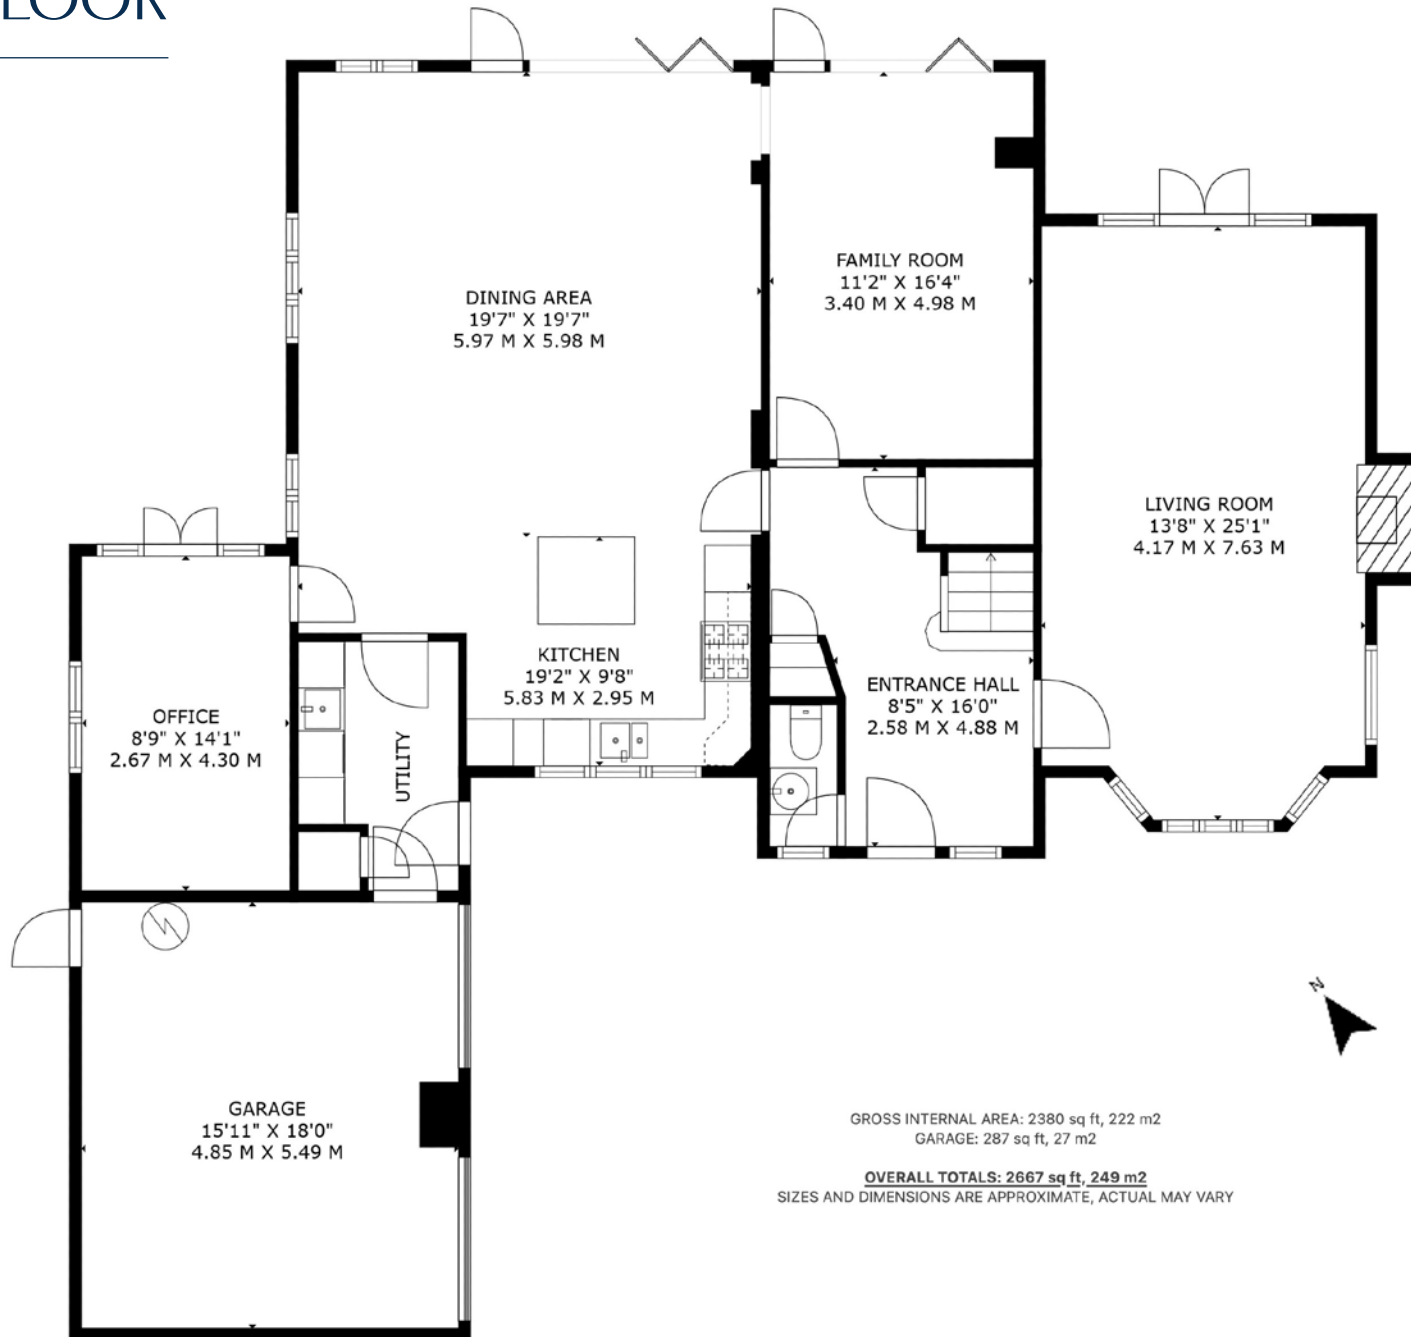 LOOR
DINING AREA
19'7" X 19'7"
5.97 M X 5.98 M
FAMILY ROOM
11'2" X 16'4"
3.40 M X 4.98 M
LIVING ROOM
13'8" X 25'1"
4.17 M X 7.63 M
KITCHEN
19'2" X 9'8"
5.83 M X 2.95 M
ENTRANCE HALL
8'5" X 16'0"
2.58 M X 4.88 M
OFFICE
8'9" X 14'1"
2.67 M X 4.30 M
UTILITY
N
GARAGE
15'11" X 18'0"
4.85 M X 5.49 M
GROSS INTERNAL AREA: 2380 sq ft, 222 m2
GARAGE: 287 sq ft, 27 m2
OVERALL TOTALS: 2667 sq ft, 249 m2
SIZES AND DIMENSIONS ARE APPROXIMATE, ACTUAL MAY VARY